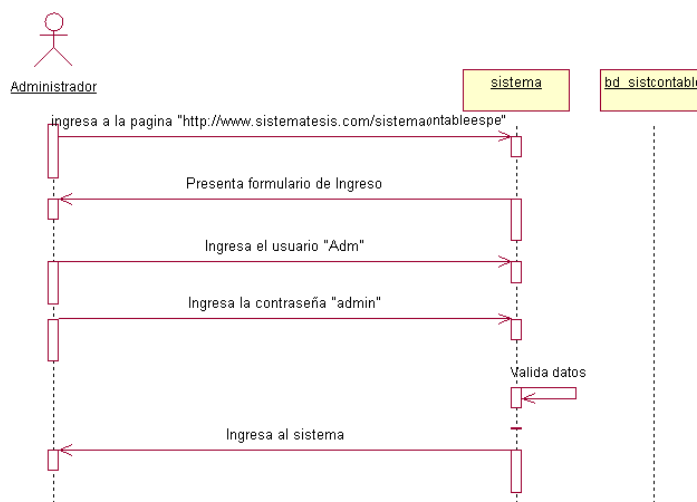 Administrador
sistema
bd_sistcontable
ingresa a la pagina "http://www.sistematesis.com/sistemaontableespe"
Presenta formulario de Ingreso
Ingresa el usuario "Adm"
Ingresa la contraseña "admin"
Valida datos
Ingresa al sistema